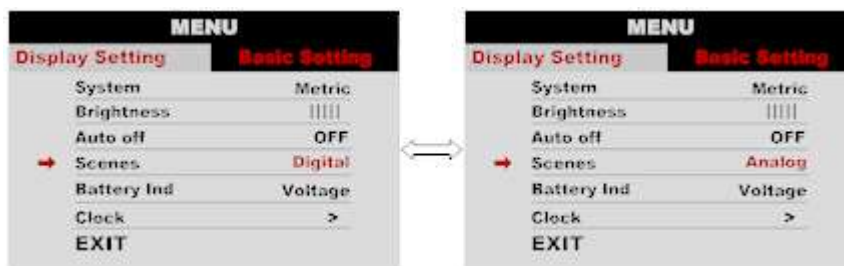 MENU
Display Setting Basic Setting
System Metric
Brightness |||||
Auto off OFF
Scenes Digital
Battery Ind Voltage
Clock >
EXIT
MENU
Display Setting Basic Setting
System Metric
Brightness |||||
Auto off OFF
Scenes Analog
Battery Ind Voltage
Clock >
EXIT